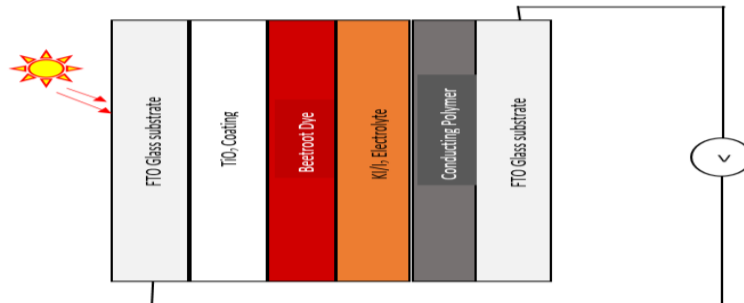 FTO Glass substrate
TiO₂ Coating
Beetroot Dye
KI/I₂ Electrolyte
Conducting Polymer
FTO Glass substrate
V